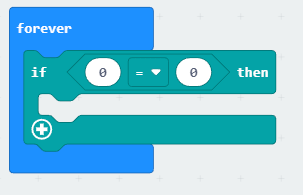 forever
if 0 = 0 then